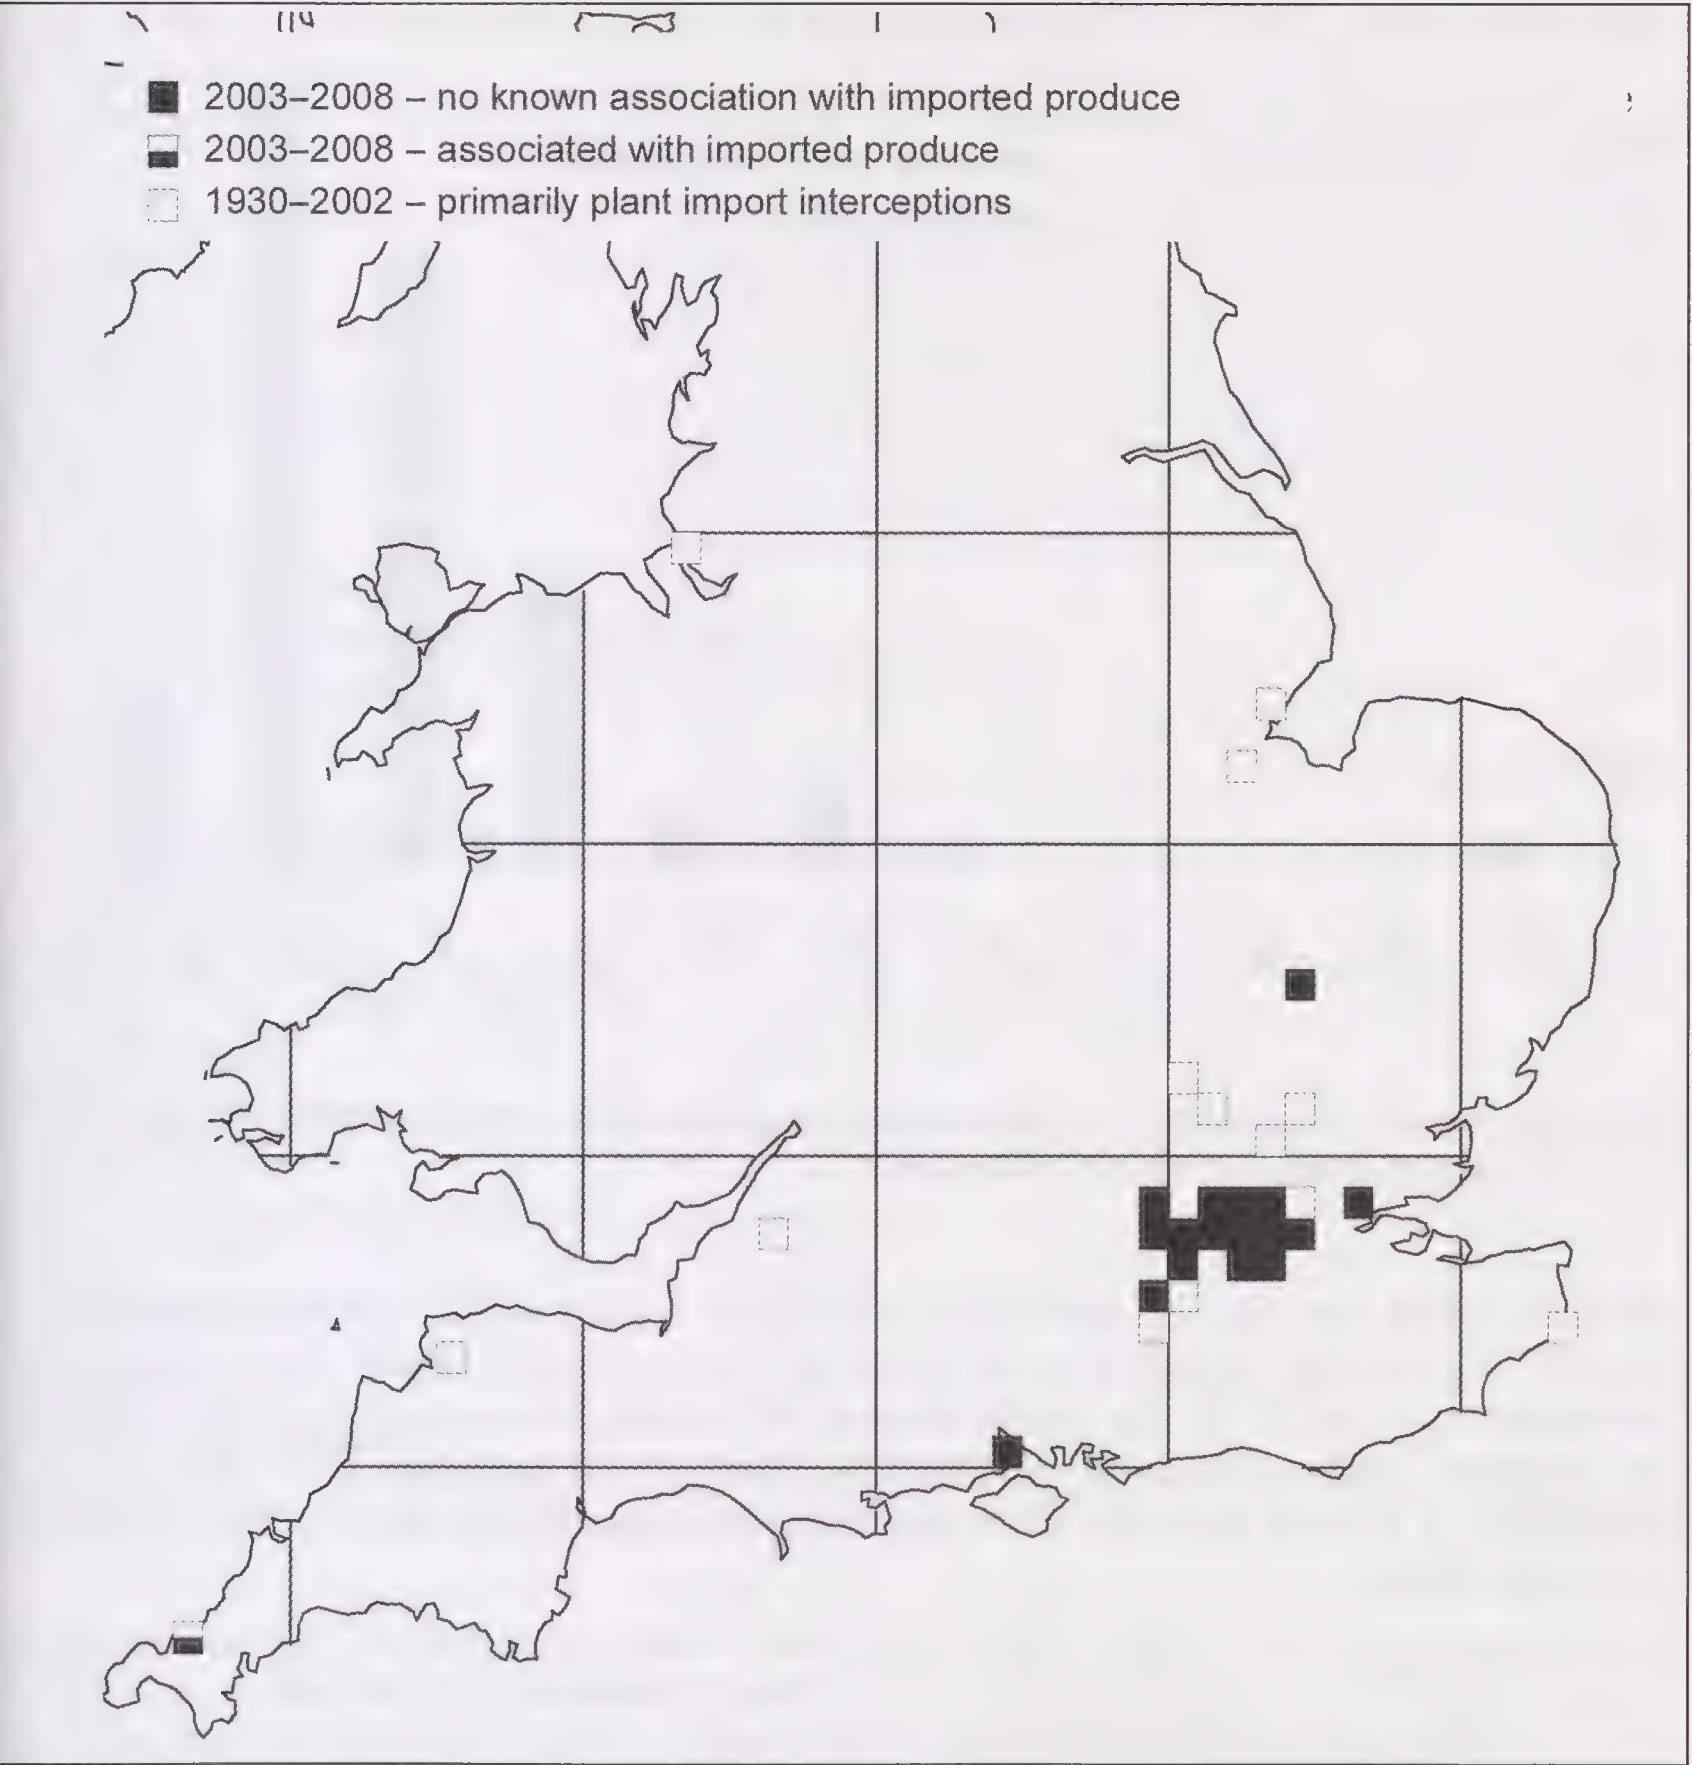 2003–2008 – no known association with imported produce
2003–2008 – associated with imported produce
1930–2002 – primarily plant import interceptions